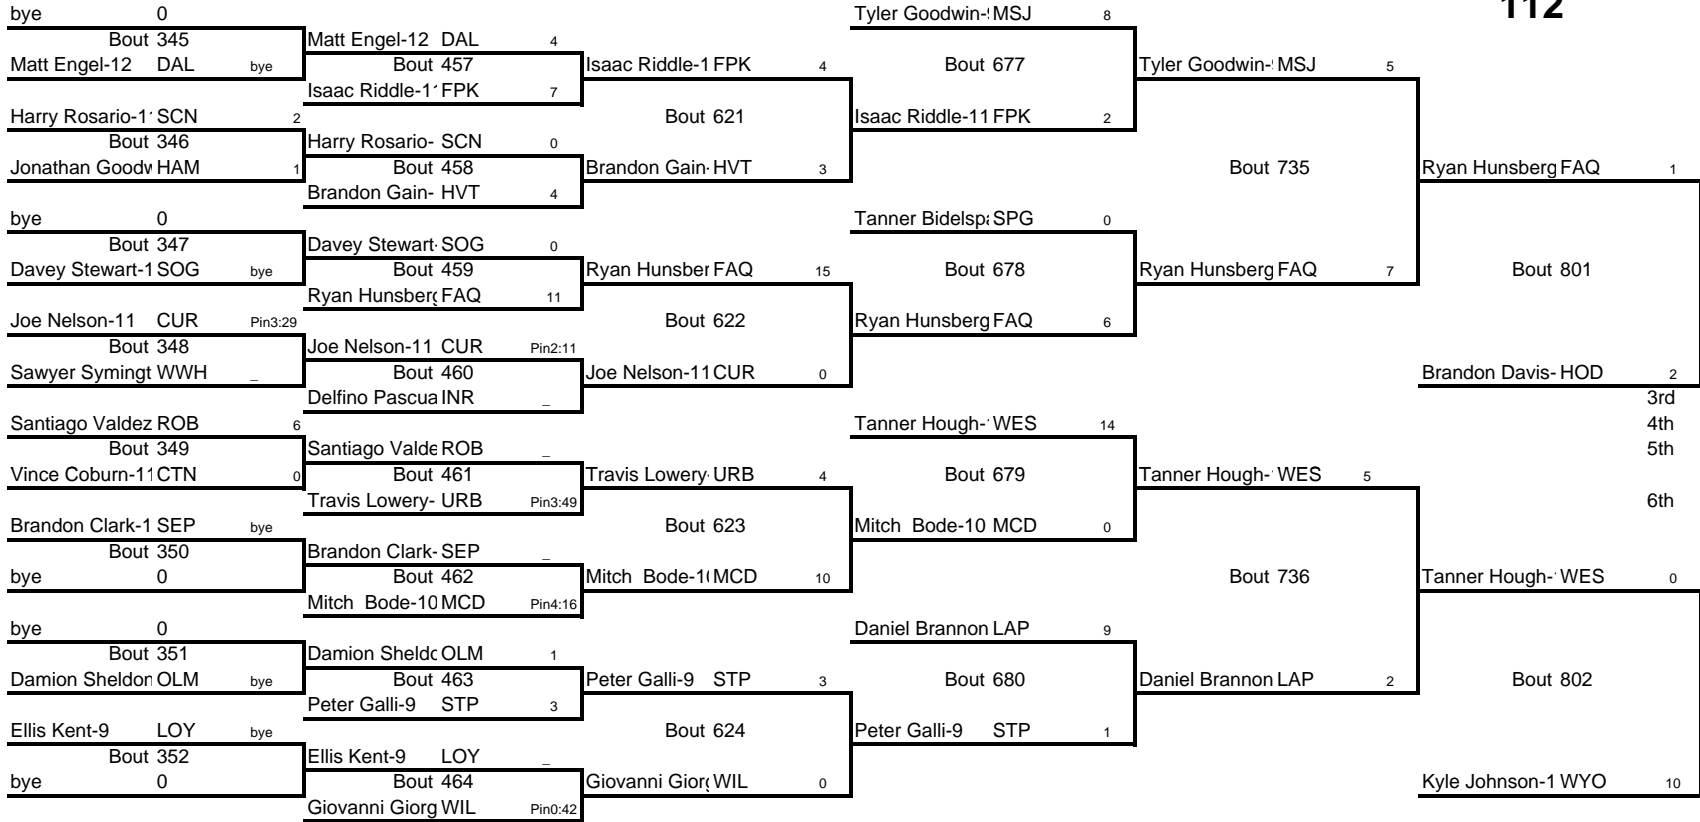 112
bye 0 Tyler Goodwin- MSJ 8
Bout 345 Matt Engel-12 DAL 4
Matt Engel-12 DAL bye Bout 457 Isaac Riddle-1 FPK 4 Bout 677 Tyler Goodwin- MSJ 5
Isaac Riddle-1 FPK 7
Harry Rosario-1 SCN 2 Bout 621 Isaac Riddle-11 FPK 2
Bout 346 Harry Rosario- SCN 0
Jonathan Goodw HAM 1 Bout 458 Brandon Gain- HVT 3 Bout 735 Ryan Hunsberg FAQ 1
Brandon Gain- HVT 4
bye 0 Tanner Bidelspa SPG 0
Bout 347 Davey Stewart- SOG 0
Davey Stewart-1 SOG bye Bout 459 Ryan Hunsber FAQ 15 Bout 678 Ryan Hunsberg FAQ 7 Bout 801
Ryan Hunsberg FAQ 11
Joe Nelson-11 CUR Pin3:29 Bout 622 Ryan Hunsberg FAQ 6
Bout 348 Joe Nelson-11 CUR Pin2:11
Sawyer Symingt WWH _ Bout 460 Joe Nelson-11 CUR 0 Brandon Davis- HOD 2
Delfino Pascua INR _ 3rd
Santiago Valdez ROB 6 Tanner Hough- WES 14 4th
Bout 349 Santiago Valde ROB _ 5th
Vince Coburn-11 CTN 0 Bout 461 Travis Lowery- URB 4 Bout 679 Tanner Hough- WES 5
Travis Lowery- URB Pin3:49 6th
Brandon Clark-1 SEP bye Bout 623 Mitch Bode-10 MCD 0
Bout 350 Brandon Clark- SEP _
bye 0 Bout 462 Mitch Bode-1 MCD 10 Bout 736 Tanner Hough- WES 0
Mitch Bode-10 MCD Pin4:16
bye 0 Daniel Brannon LAP 9
Bout 351 Damion Sheldo OLM 1
Damion Sheldon OLM bye Bout 463 Peter Galli-9 STP 3 Bout 680 Daniel Brannon LAP 2 Bout 802
Peter Galli-9 STP 3
Ellis Kent-9 LOY bye Bout 624 Peter Galli-9 STP 1
Bout 352 Ellis Kent-9 LOY _
bye 0 Bout 464 Giovanni Giorg WIL 0 Kyle Johnson-1 WYO 10
Giovanni Giorg WIL Pin0:42